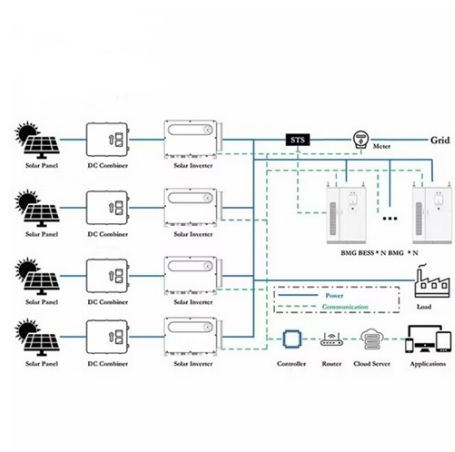 STS
Meter
Grid
Solar Panel
DC Combiner
Solar Inverter
Solar Panel
DC Combiner
Solar Inverter
BMG BESS * N BMG * N
Solar Panel
DC Combiner
Solar Inverter
Power
Communication
Load
Solar Panel
DC Combiner
Solar Inverter
Controller
Router
Cloud Server
Applications